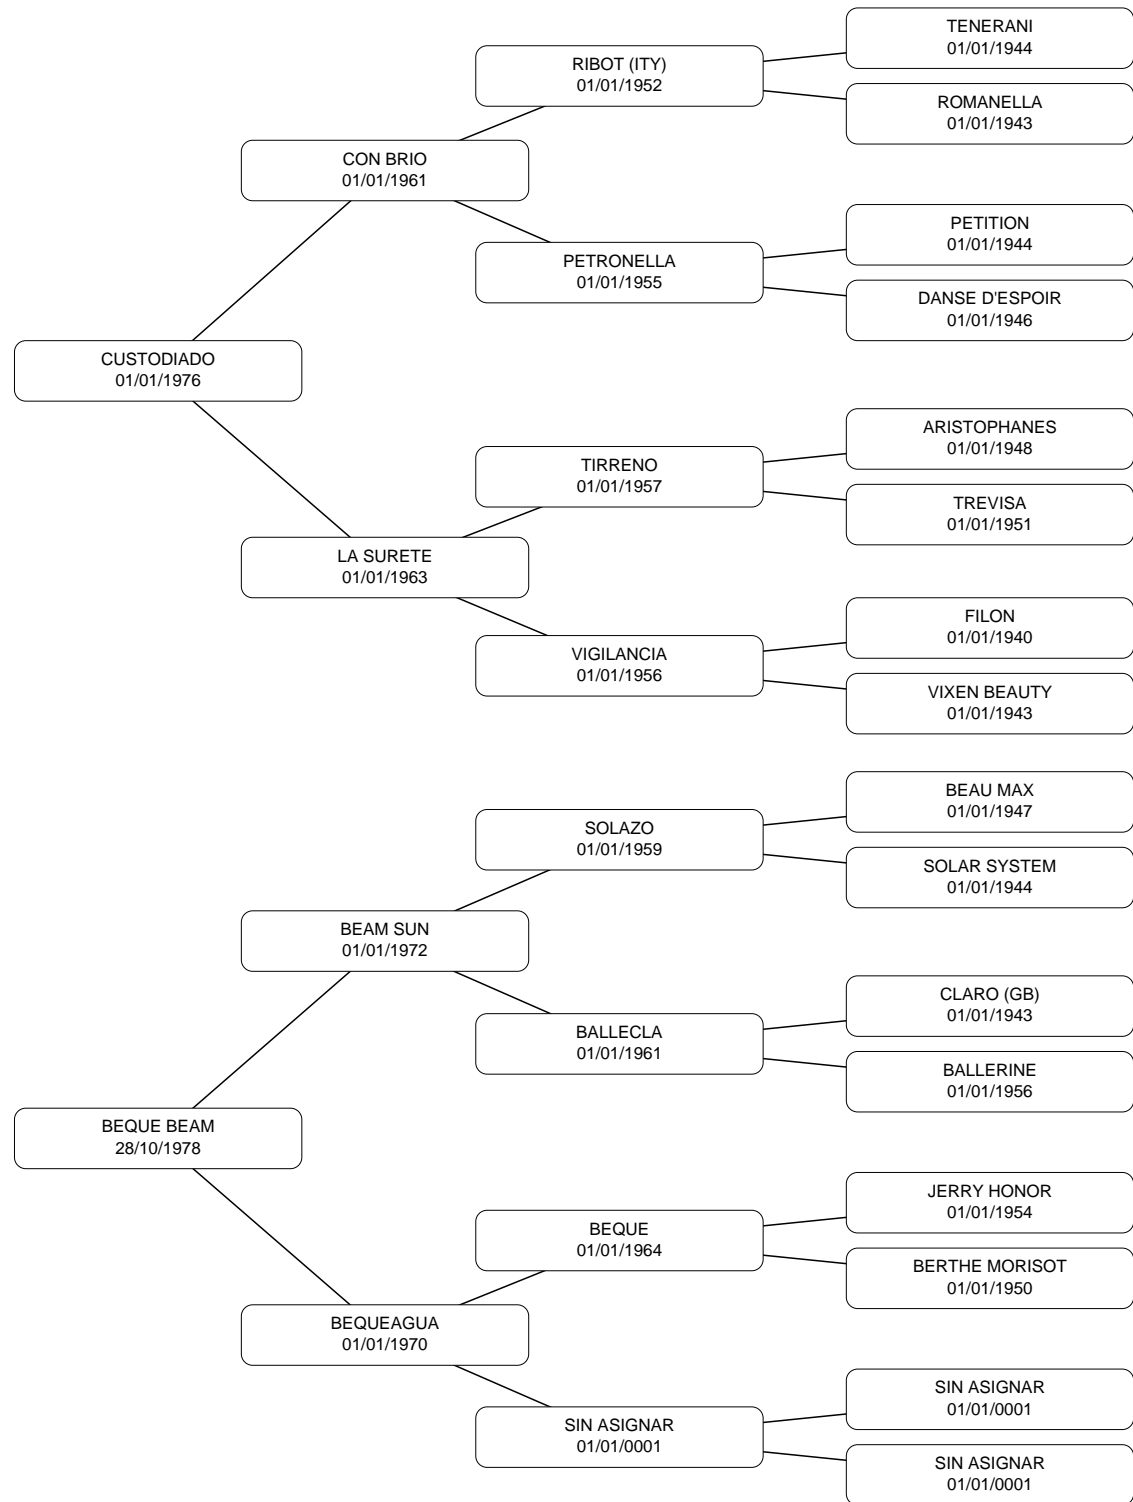 TENERANI
01/01/1944
RIBOT (ITY)
01/01/1952
ROMANELLA
01/01/1943
CON BRIO
01/01/1961
PETITION
01/01/1944
PETRONELLA
01/01/1955
DANSE D'ESPOIR
01/01/1946
CUSTODIADO
01/01/1976
ARISTOPHANES
01/01/1948
TIRRENO
01/01/1957
TREVISA
01/01/1951
LA SURETE
01/01/1963
FILON
01/01/1940
VIGILANCIA
01/01/1956
VIXEN BEAUTY
01/01/1943
BEAU MAX
01/01/1947
SOLAZO
01/01/1959
SOLAR SYSTEM
01/01/1944
BEAM SUN
01/01/1972
CLARO (GB)
01/01/1943
BALLECLA
01/01/1961
BALLERINE
01/01/1956
BEQUE BEAM
28/10/1978
JERRY HONOR
01/01/1954
BEQUE
01/01/1964
BERTHE MORISOT
01/01/1950
BEQUEAGUA
01/01/1970
SIN ASIGNAR
01/01/0001
SIN ASIGNAR
01/01/0001
SIN ASIGNAR
01/01/0001